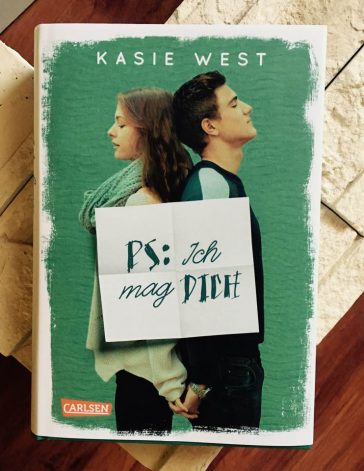 KASIE WEST
PS: Ich
mag DICH
CARLSEN